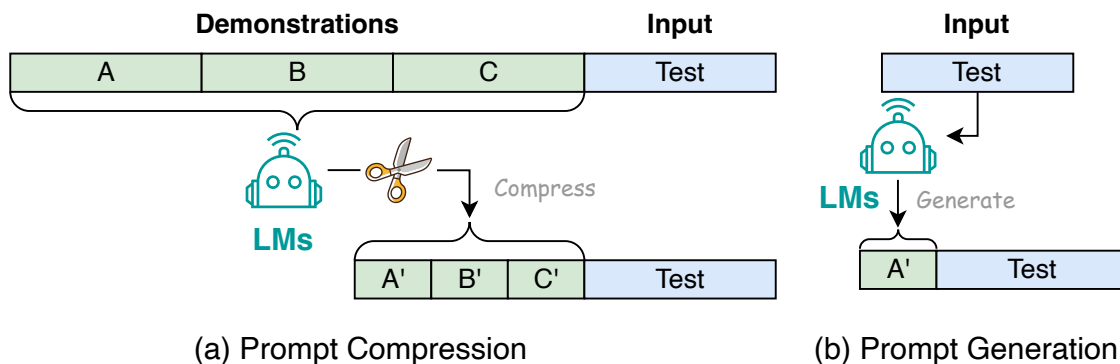 Demonstrations Input
A B C Test
LMs
Compress
A' B' C' Test
(a) Prompt Compression
Input
Test
LMs
Generate
A' Test
(b) Prompt Generation